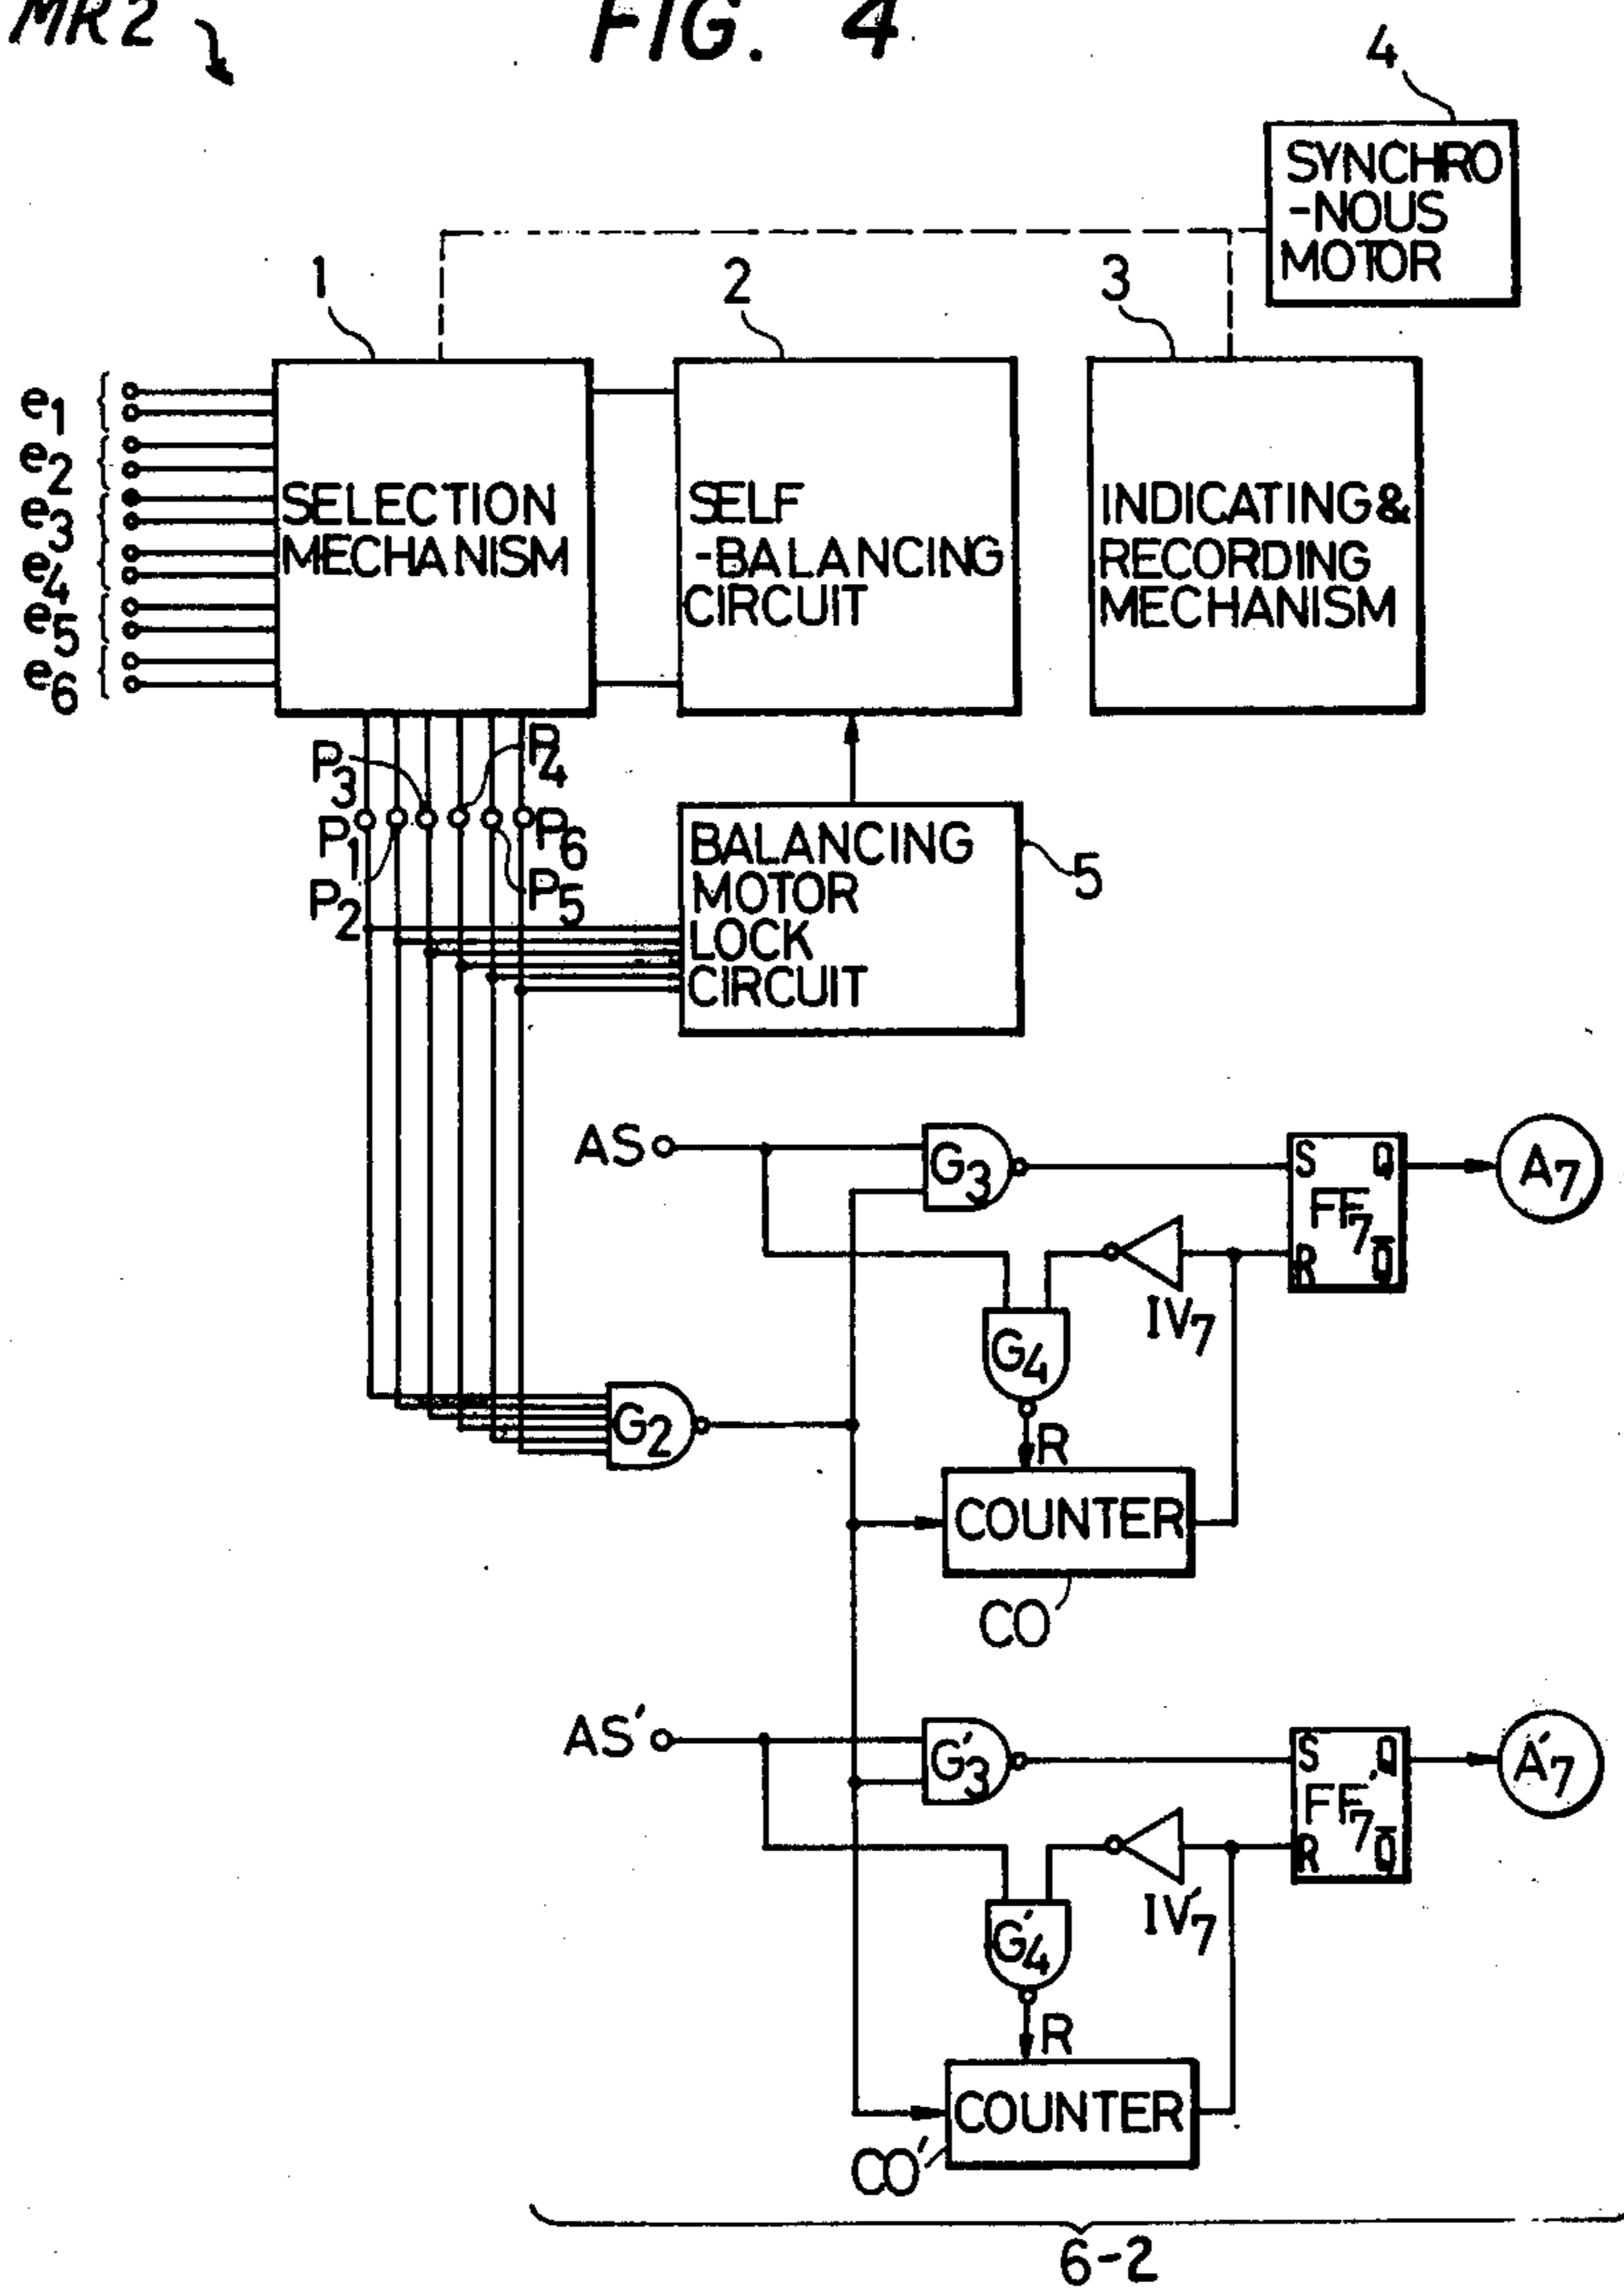 MR2
FIG. 4
4
SYNCHRO
-NOUS
MOTOR
1
2
3
e1
e2
e3
e4
e5
e6
SELECTION
MECHANISM
SELF
-BALANCING
CIRCUIT
INDICATING&
RECORDING
MECHANISM
P3
P4
P1
P6
P2
P5
BALANCING
MOTOR
LOCK
CIRCUIT
5
AS
G3
S Q
FF7
R Q̅
A7
IV7
G4
G2
R
COUNTER
CO
AS'
G'3
S Q
FF'7
R Q̅
A'7
IV'7
G'4
R
COUNTER
CO'
6-2